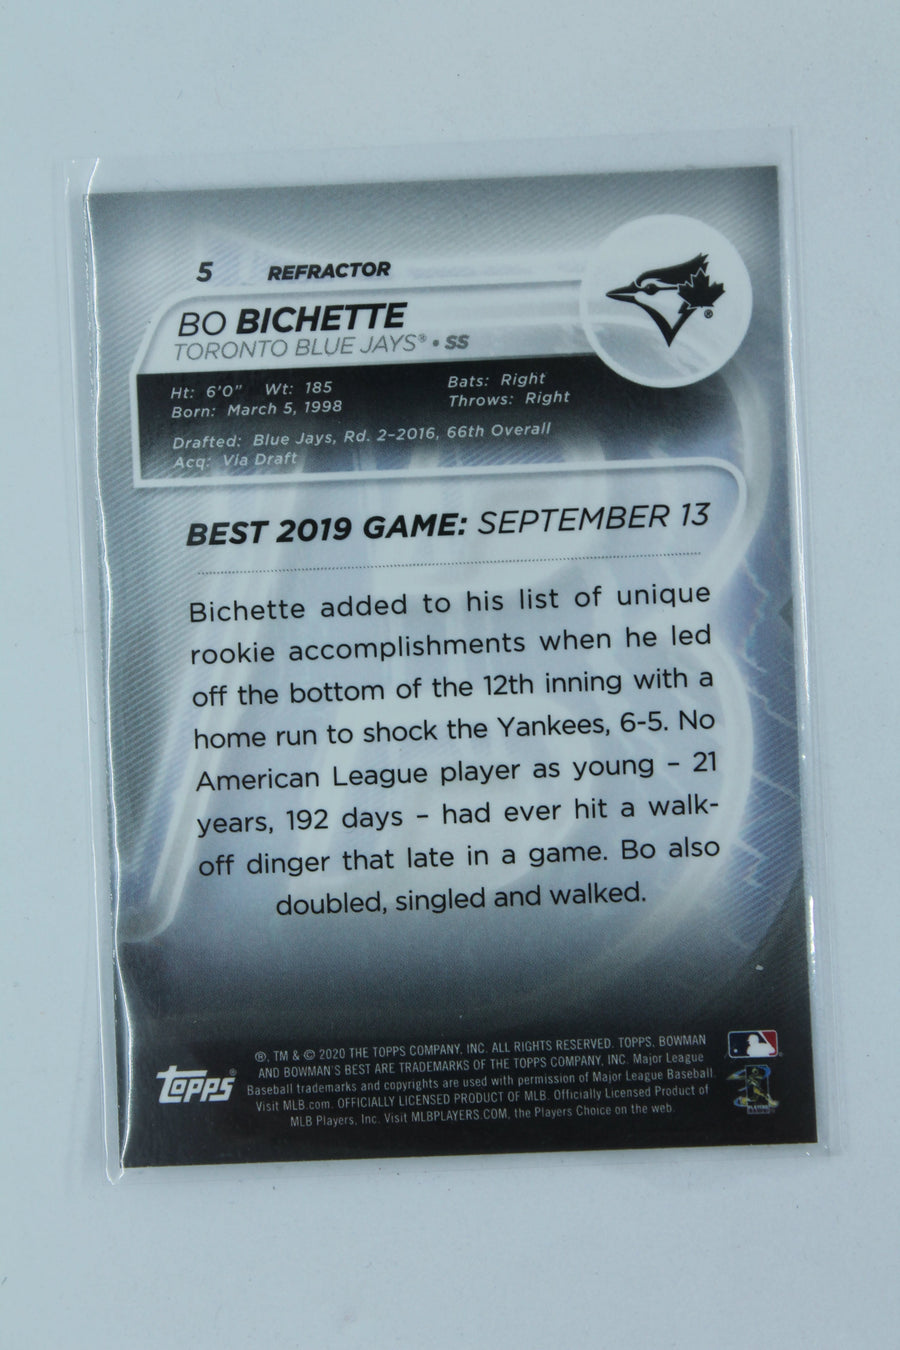 5 REFRACTOR
BO BICHETTE
TORONTO BLUE JAYS® • SS
Ht: 6'0" Wt: 185 Bats: Right
Born: March 5, 1998 Throws: Right
Drafted: Blue Jays, Rd. 2–2016, 66th Overall
Acq: Via Draft
BEST 2019 GAME: SEPTEMBER 13
Bichette added to his list of unique
rookie accomplishments when he led
off the bottom of the 12th inning with a
home run to shock the Yankees, 6-5. No
American League player as young – 21
years, 192 days – had ever hit a walk-
off dinger that late in a game. Bo also
doubled, singled and walked.
topps®
®, TM & © 2020 THE TOPPS COMPANY, INC. ALL RIGHTS RESERVED. TOPPS, BOWMAN
AND BOWMAN'S BEST ARE TRADEMARKS OF THE TOPPS COMPANY, INC. Major League
Baseball trademarks and copyrights are used with permission of Major League Baseball.
Visit MLB.com. OFFICIALLY LICENSED PRODUCT OF MLB. Officially Licensed Product of
MLB Players, Inc. Visit MLBPLAYERS.COM, the Players Choice on the web.